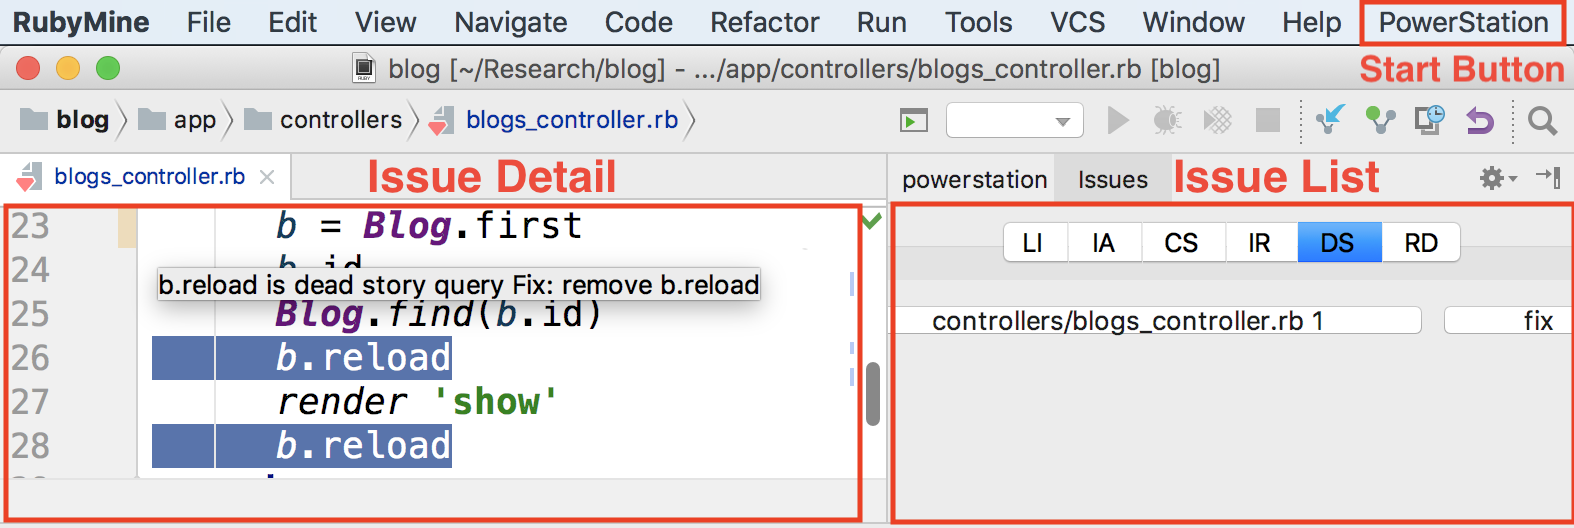 RubyMine File Edit View Navigate Code Refactor Run Tools VCS Window Help PowerStation
blog [~/Research/blog] - .../app/controllers/blogs_controller.rb [blog]
Start Button
blog app controllers blogs_controller.rb
blogs_controller.rb
Issue Detail
powerstation Issues
Issue List
23 b = Blog.first
24 b.id
b.reload is dead story query Fix: remove b.reload
25 Blog.find(b.id)
26 b.reload
27 render 'show'
28 b.reload
LI IA CS IR DS RD
controllers/blogs_controller.rb 1 fix